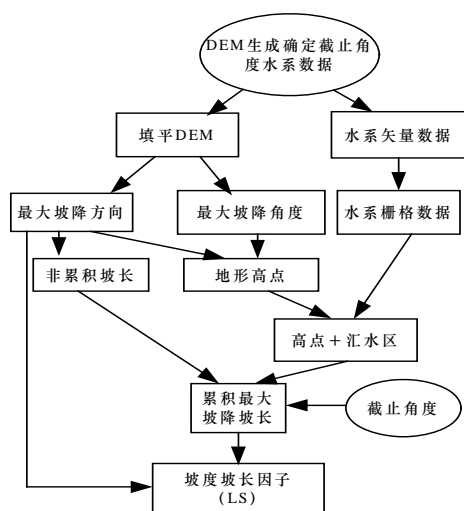 DEM生成确定截止角
度水系数据
填平DEM
水系矢量数据
最大坡降方向
最大坡降角度
水系栅格数据
非累积坡长
地形高点
高点+汇水区
累积最大
坡降坡长
截止角度
坡度坡长因子
(LS)